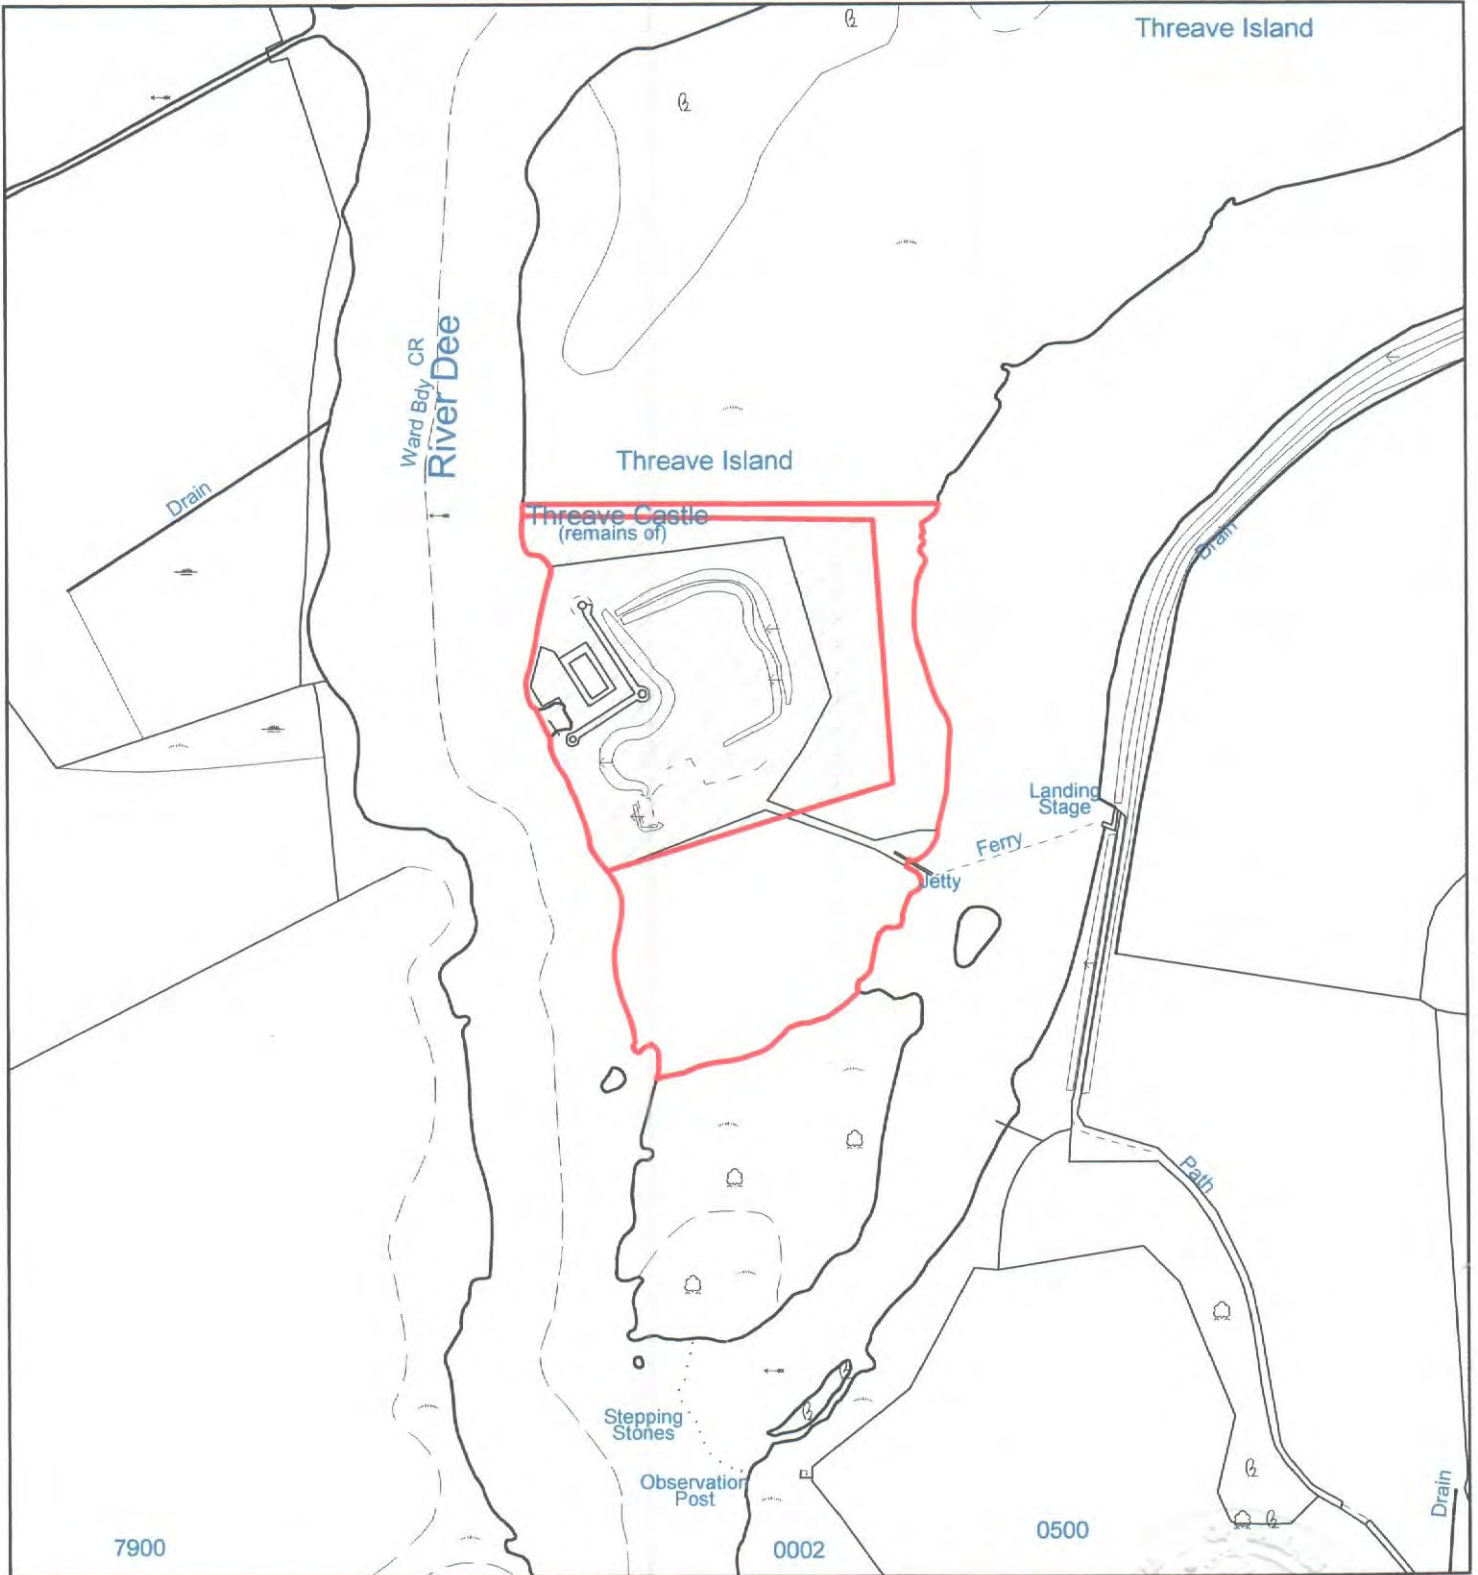 Threave Island
Ward Bdy CR
River Dee
Drain
Threave Island
Threave Castle
(remains of)
Drain
Landing
Stage
Ferry
Jetty
Path
Stepping
Stones
Observation
Post
Drain
7900
0002
0500